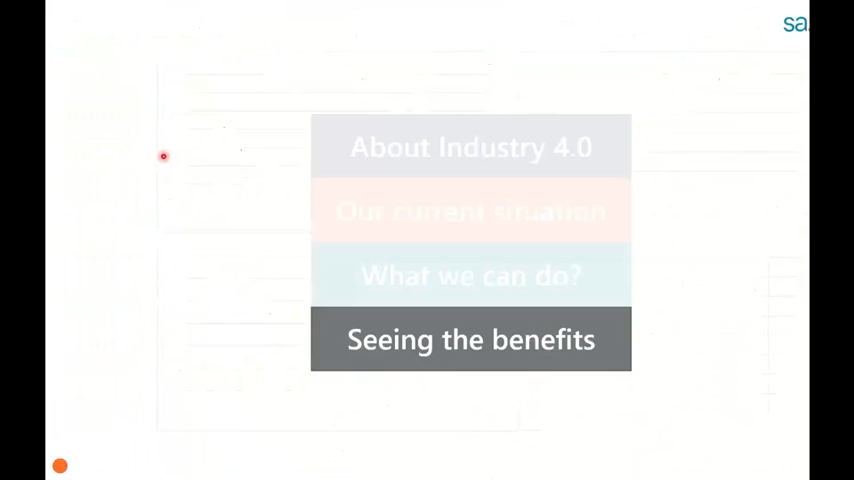 sa
About Industry 4.0
Our current situation
What we can do?
Seeing the benefits